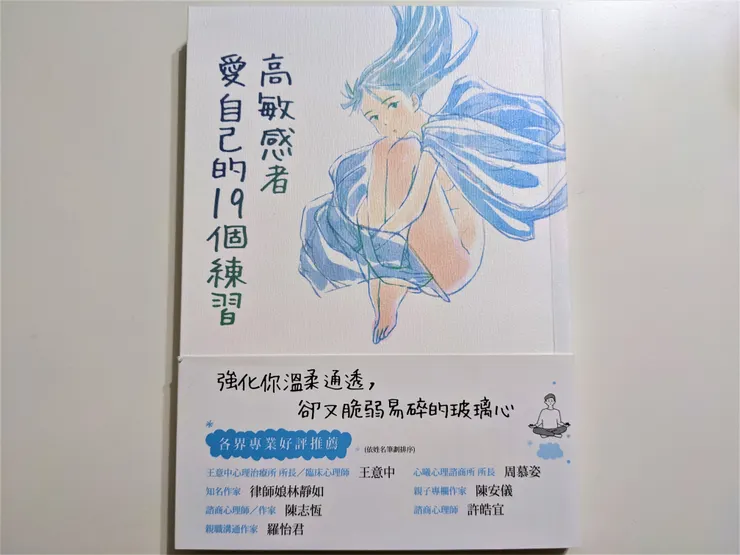 高敏感者
愛自己的19個練習
強化你溫柔通透，
卻又脆弱易碎的玻璃心
各界專業好評推薦
(依姓名筆劃排序)
王意中心理治療所 所長／臨床心理師 王意中
心曦心理諮商所 所長 周慕姿
知名作家 律師娘林靜如
親子專欄作家 陳安儀
諮商心理師／作家 陳志恆
諮商心理師 許皓宜
親職溝通作家 羅怡君